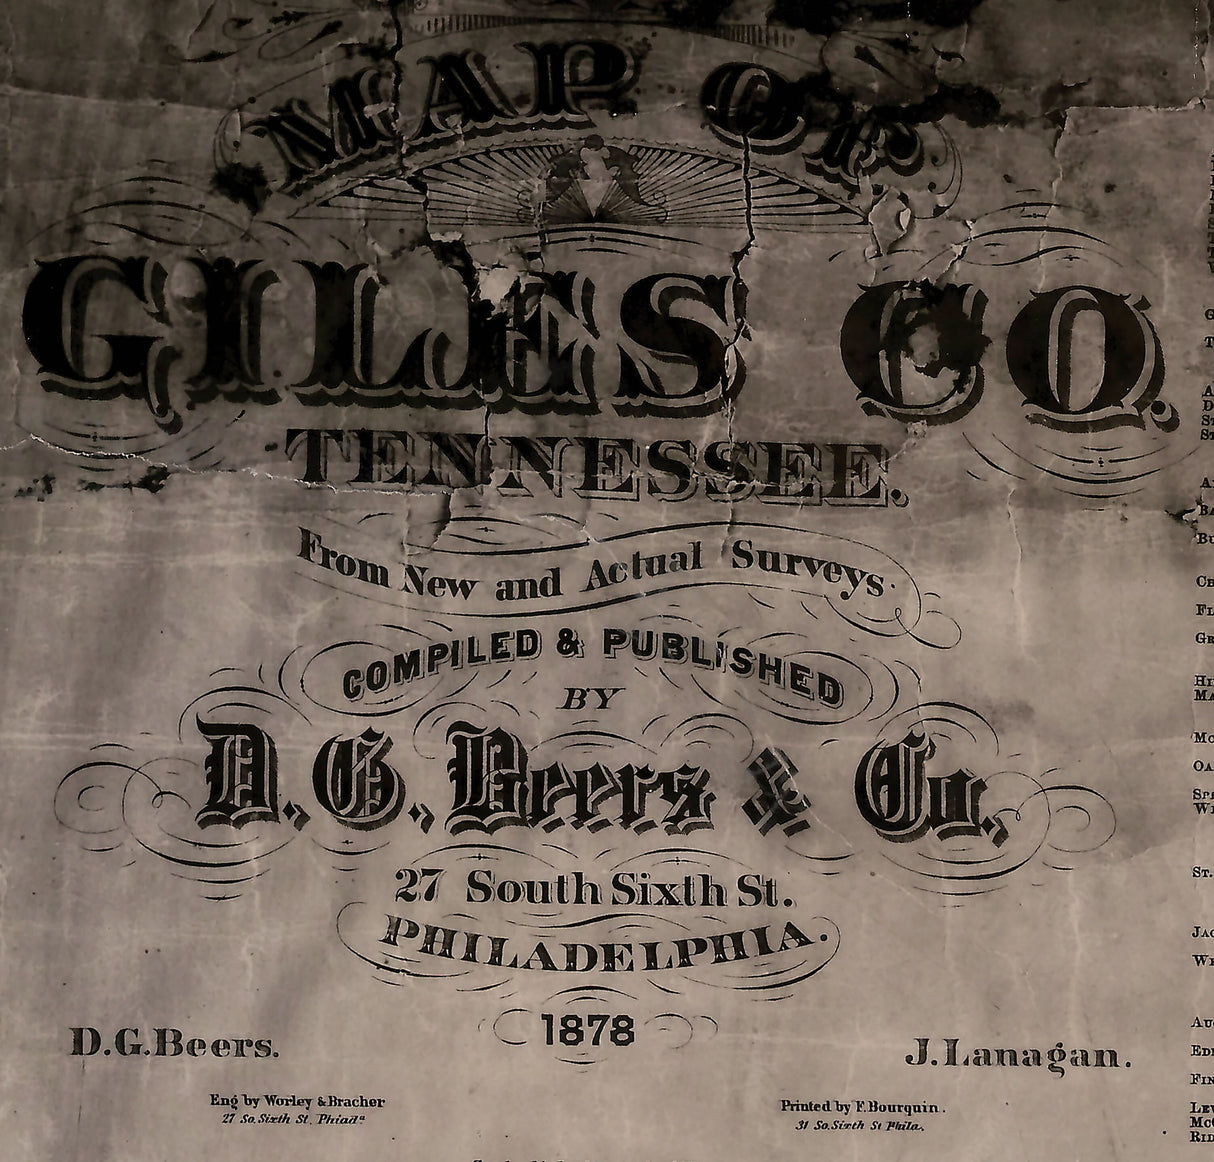 MAP OF
GILES CO.
TENNESSEE.
From New and Actual Surveys.
COMPILED & PUBLISHED
BY
D. G. Beers & Co.,
27 South Sixth St.
PHILADELPHIA.
1878
D.G.Beers.
J.Lanagan.
Eng by Worley & Bracher
27 So. Sixth St. Philada
Printed by F. Bourquin.
31 So. Sixth St Phila.